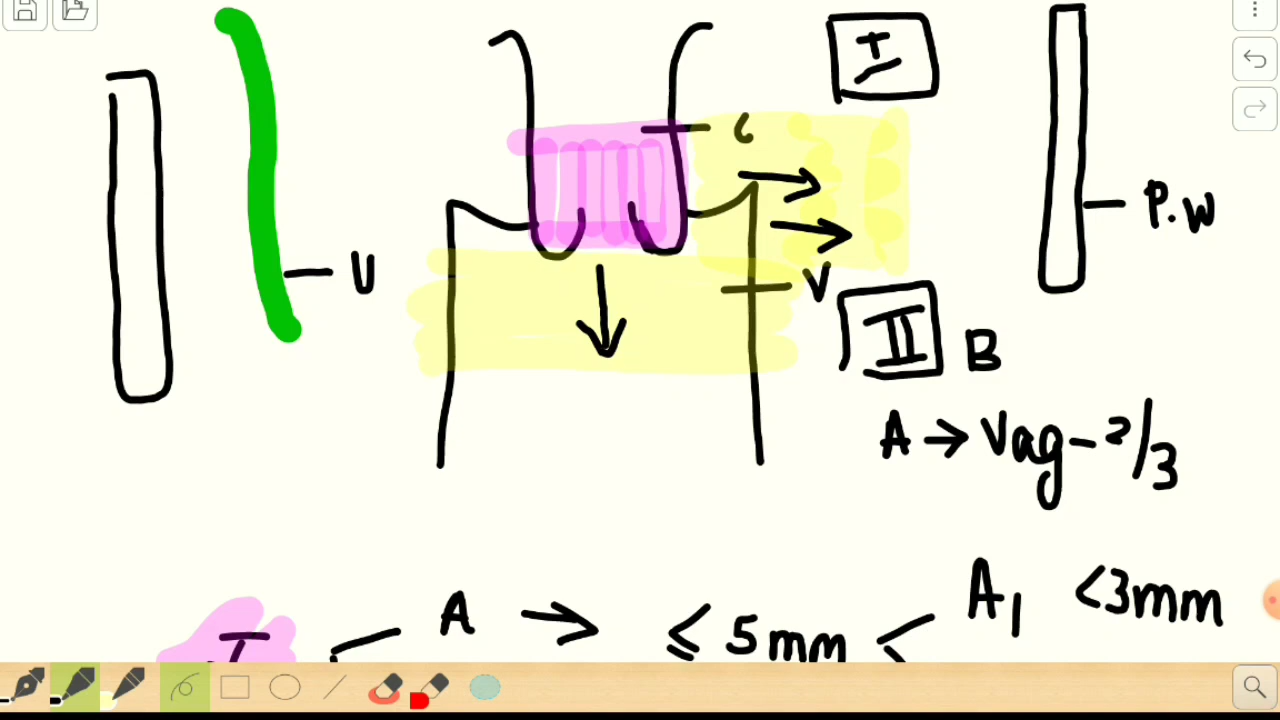 I
C
P.W
U
V
II B
A → Vag - 2/3
A1 <3mm
I A → ≤ 5mm